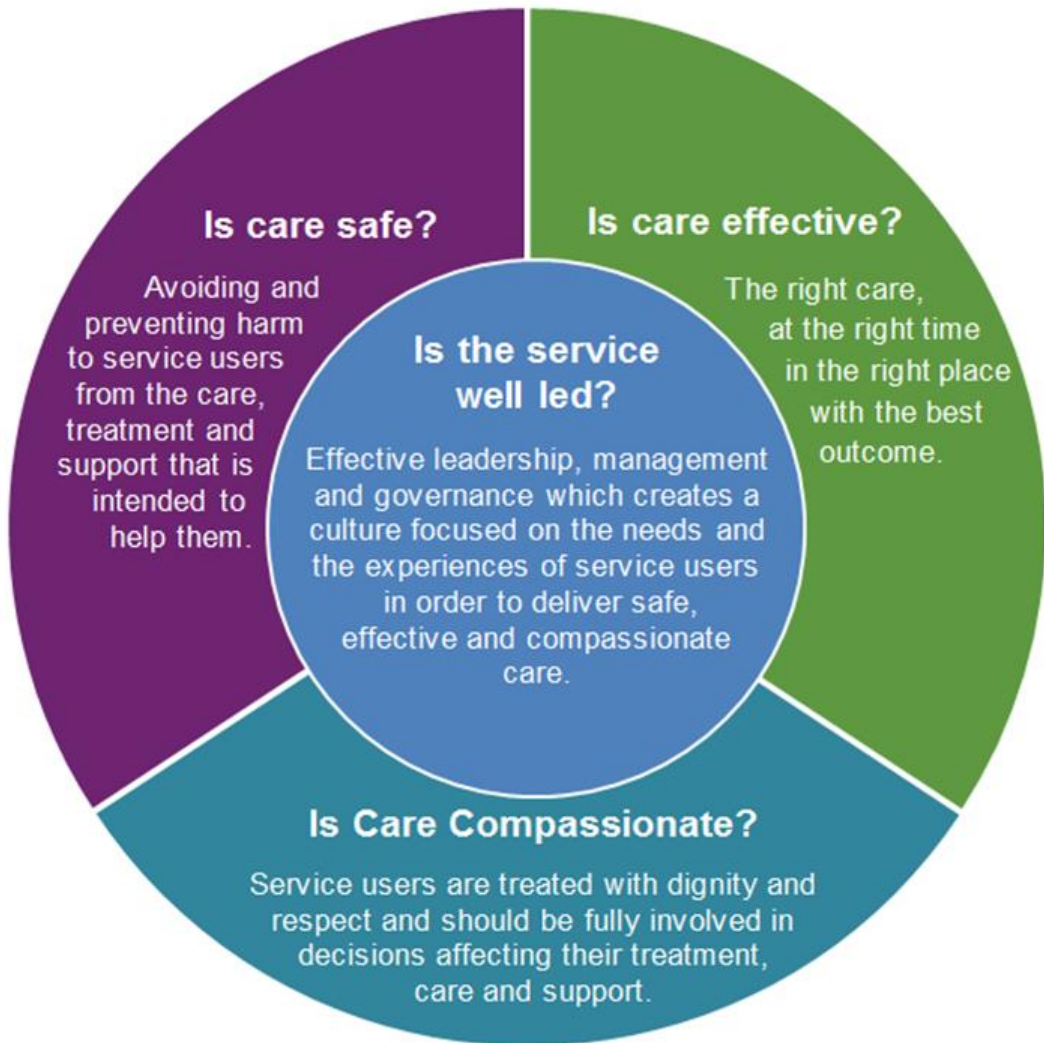 Is care safe?
Avoiding and
preventing harm
to service users
from the care,
treatment and
support that is
intended to
help them.
Is care effective?
The right care,
at the right time
in the right place
with the best
outcome.
Is the service
well led?
Effective leadership, management
and governance which creates a
culture focused on the needs and
the experiences of service users
in order to deliver safe,
effective and compassionate
care.
Is Care Compassionate?
Service users are treated with dignity and
respect and should be fully involved in
decisions affecting their treatment,
care and support.